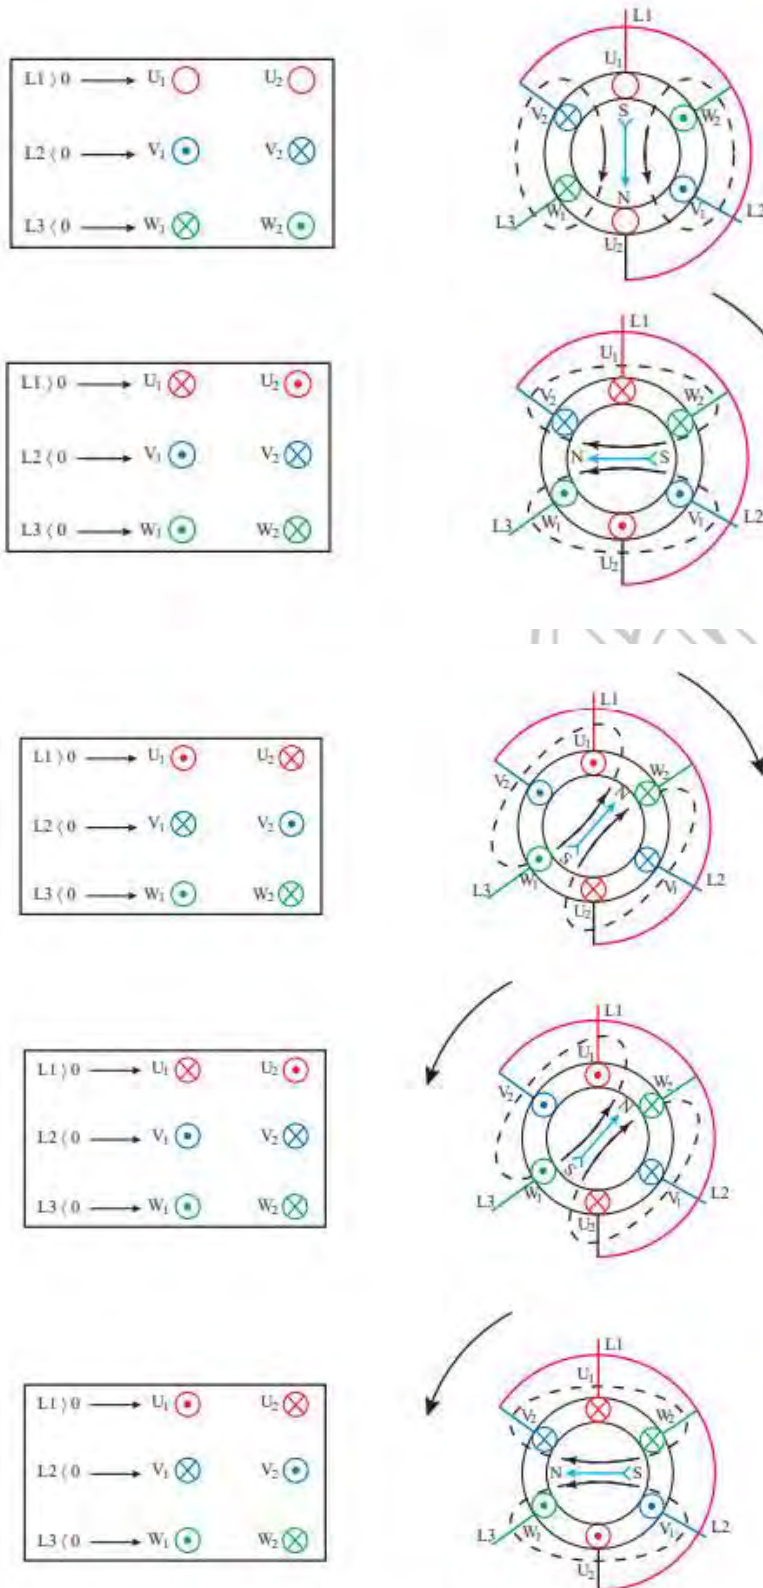 L1 ⟩ 0 U₁ U₂
L2 ⟨ 0 V₁ V₂
L3 ⟨ 0 W₁ W₂
L1
U₁
V₂ W₂
S
N
W₁ V₁
L3 L2
U₂
L1 ⟩ 0 U₁ U₂
L2 ⟨ 0 V₁ V₂
L3 ⟨ 0 W₁ W₂
L1
U₁
V₂ W₂
N S
W₁ V₁
L3 L2
U₂
L1 ⟩ 0 U₁ U₂
L2 ⟨ 0 V₁ V₂
L3 ⟨ 0 W₁ W₂
L1
U₁
V₂ W₂
N
S
W₁ V₁
L3 L2
U₂
L1 ⟩ 0 U₁ U₂
L2 ⟨ 0 V₁ V₂
L3 ⟨ 0 W₁ W₂
L1
U₁
V₂ W₂
N
S
W₁ V₁
L3 L2
U₂
L1 ⟩ 0 U₁ U₂
L2 ⟨ 0 V₁ V₂
L3 ⟨ 0 W₁ W₂
L1
U₁
V₂ W₂
N S
W₁ V₁
L3 L2
U₂